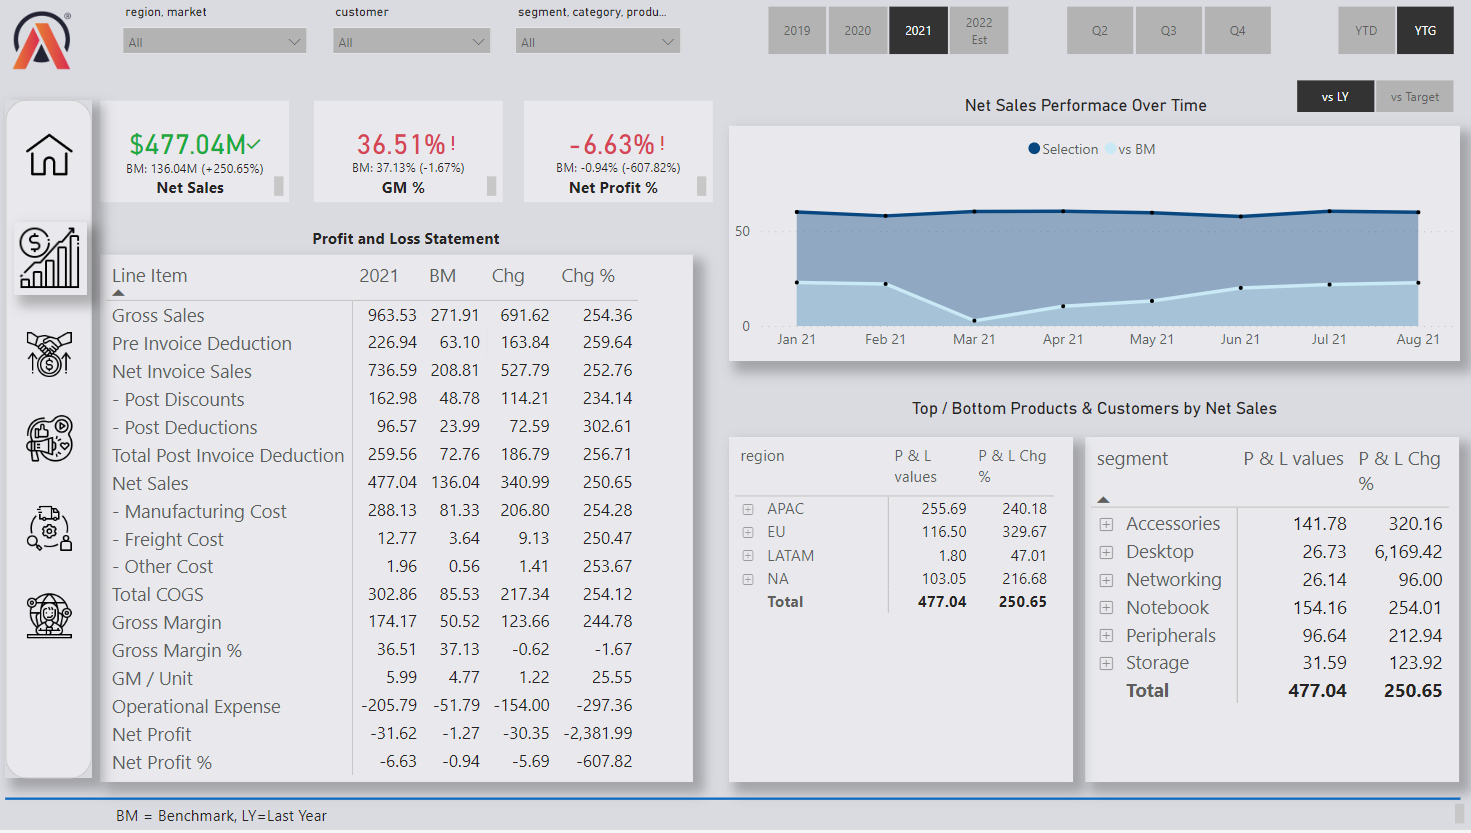 ®
region, market
customer
segment, category, produ...
All
All
All
2019
2020
2021
2022
Est
Q2
Q3
Q4
YTD
YTG
vs LY
vs Target
$477.04M
BM: 136.04M (+250.65%)
Net Sales
36.51% !
BM: 37.13% (-1.67%)
GM %
-6.63% !
BM: -0.94% (-607.82%)
Net Profit %
Net Sales Performace Over Time
Selection vs BM
50
0
Jan 21 Feb 21 Mar 21 Apr 21 May 21 Jun 21 Jul 21 Aug 21
Profit and Loss Statement
Line Item 2021 BM Chg Chg %
Gross Sales 963.53 271.91 691.62 254.36
Pre Invoice Deduction 226.94 63.10 163.84 259.64
Net Invoice Sales 736.59 208.81 527.79 252.76
- Post Discounts 162.98 48.78 114.21 234.14
- Post Deductions 96.57 23.99 72.59 302.61
Total Post Invoice Deduction 259.56 72.76 186.79 256.71
Net Sales 477.04 136.04 340.99 250.65
- Manufacturing Cost 288.13 81.33 206.80 254.28
- Freight Cost 12.77 3.64 9.13 250.47
- Other Cost 1.96 0.56 1.41 253.67
Total COGS 302.86 85.53 217.34 254.12
Gross Margin 174.17 50.52 123.66 244.78
Gross Margin % 36.51 37.13 -0.62 -1.67
GM / Unit 5.99 4.77 1.22 25.55
Operational Expense -205.79 -51.79 -154.00 -297.36
Net Profit -31.62 -1.27 -30.35 -2,381.99
Net Profit % -6.63 -0.94 -5.69 -607.82
Top / Bottom Products & Customers by Net Sales
region P & L values P & L Chg %
APAC 255.69 240.18
EU 116.50 329.67
LATAM 1.80 47.01
NA 103.05 216.68
Total 477.04 250.65
segment P & L values P & L Chg %
Accessories 141.78 320.16
Desktop 26.73 6,169.42
Networking 26.14 96.00
Notebook 154.16 254.01
Peripherals 96.64 212.94
Storage 31.59 123.92
Total 477.04 250.65
BM = Benchmark, LY=Last Year